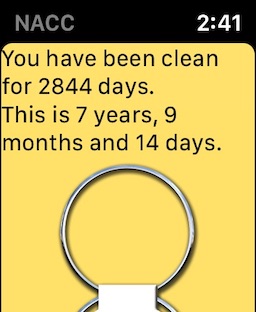 NACC 2:41
You have been clean
for 2844 days.
This is 7 years, 9
months and 14 days.